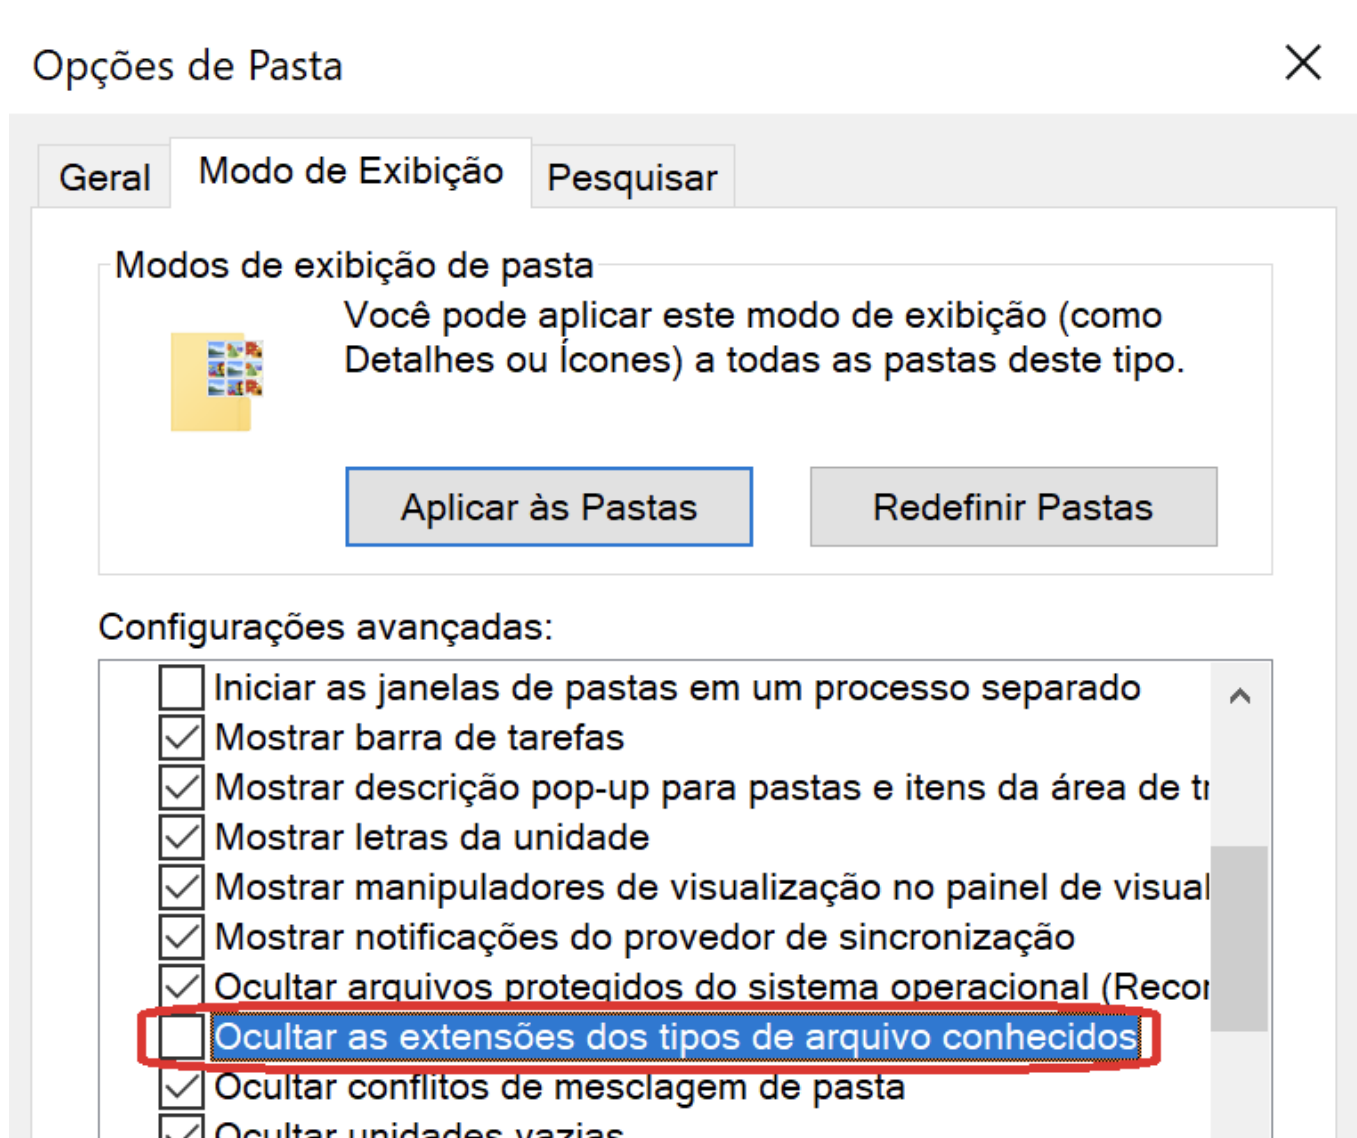 Opções de Pasta
Geral
Modo de Exibição
Pesquisar
Modos de exibição de pasta
Você pode aplicar este modo de exibição (como
Detalhes ou Ícones) a todas as pastas deste tipo.
Aplicar às Pastas
Redefinir Pastas
Configurações avançadas:
Iniciar as janelas de pastas em um processo separado
Mostrar barra de tarefas
Mostrar descrição pop-up para pastas e itens da área de tr
Mostrar letras da unidade
Mostrar manipuladores de visualização no painel de visual
Mostrar notificações do provedor de sincronização
Ocultar arquivos protegidos do sistema operacional (Recor
Ocultar as extensões dos tipos de arquivo conhecidos
Ocultar conflitos de mesclagem de pasta
Ocultar unidades vazias